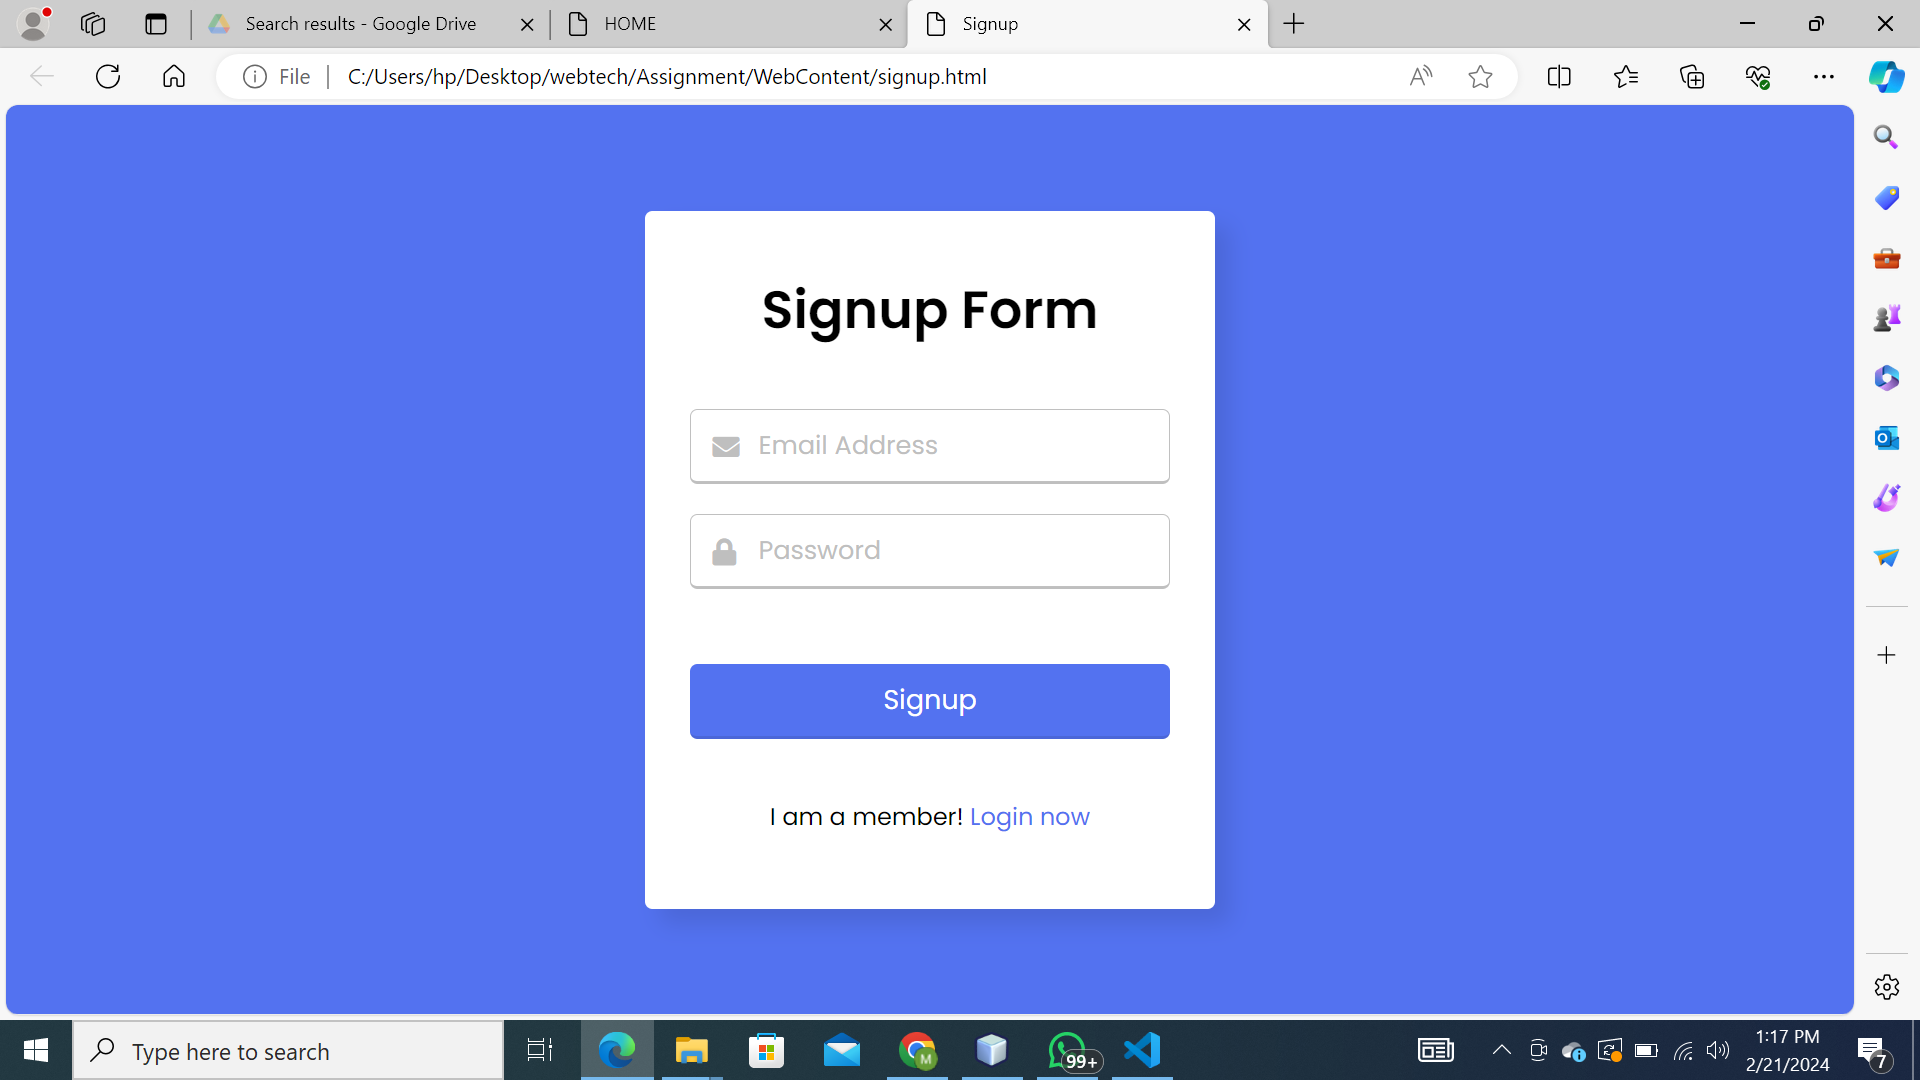 Search results - Google Drive
HOME
Signup
File
C:/Users/hp/Desktop/webtech/Assignment/WebContent/signup.html
Signup Form
Email Address
Password
Signup
I am a member! Login now
Type here to search
M
99+
1:17 PM
2/21/2024
7